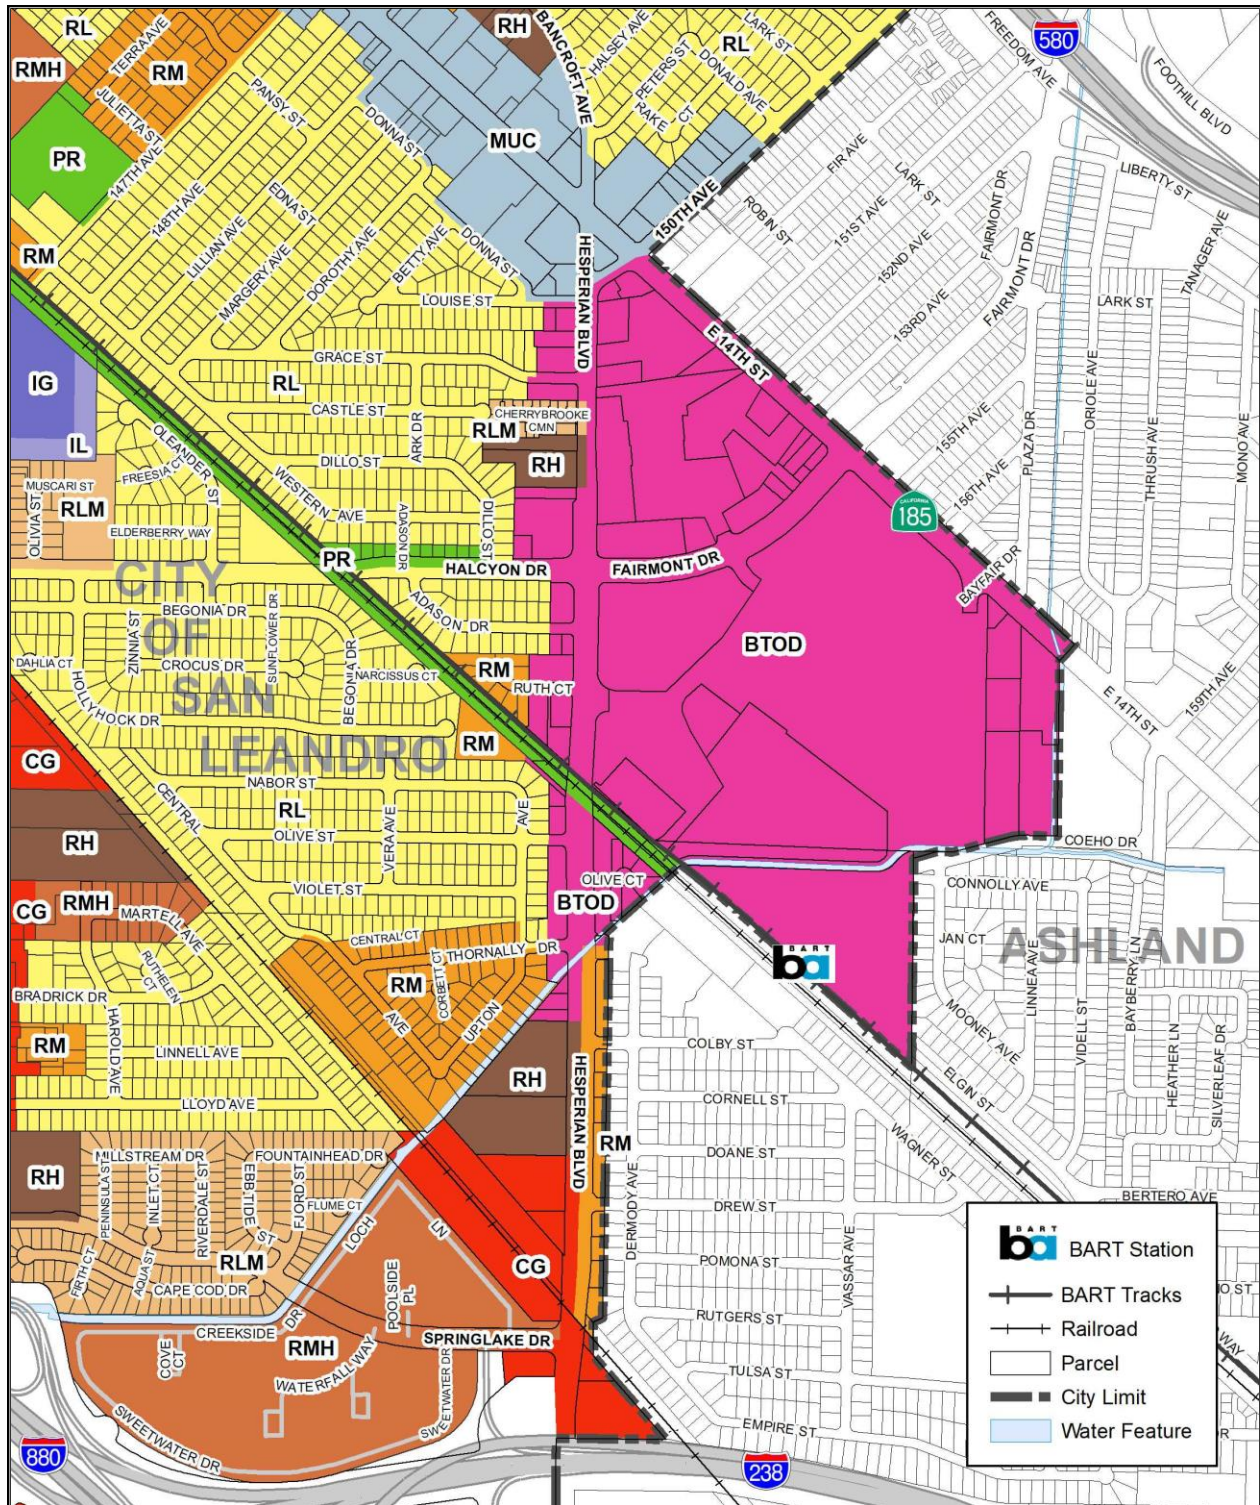 RL
TERRA AVE
RMH
RM
JULIETTA ST
PR
147TH AVE
PANSY ST
DONNA ST
148TH AVE
LILLIAN AVE
EDNA ST
MARGERY AVE
DOROTHY AVE
BETTY AVE
DONNA ST
RH
BANCROFT AVE
MUC
HALSEY AVE
PETERS ST
RAKE CT
RL
LARK ST
DONALD AVE
150TH AVE
FREEDOM AVE
580
FOOTHILL BLVD
LIBERTY ST
FIR AVE
LARK ST
ROBIN ST
151ST AVE
152ND AVE
153RD AVE
FAIRMONT DR
FAIRMONT DR
FAIRMONT DR
TANAGER AVE
LARK ST
ORIOLE AVE
PLAZA DR
THRUSH AVE
MONO AVE
155TH AVE
156TH AVE
159TH AVE
RM
LOUISE ST
HESPERIAN BLVD
E 14TH ST
GRACE ST
RL
CASTLE ST
ARK DR
CHERRYBROOKE
CMN
RLM
RH
DILLO ST
DILLO ST
IG
IL
OLEANDER ST
FREESIA CT
MUSCARI ST
OLIVIA ST
RLM
ELDERBERRY WAY
WESTERN AVE
ADASON DR
CALIFORNIA
185
PR
HALCYON DR
FAIRMONT DR
BAYFAIR DR
CITY
OF
SAN
LEANDRO
BEGONIA DR
ADASON DR
ZINNIA ST
SUNFLOWER DR
CROCUS DR
DAHLIA CT
HOLLYHOCK DR
BEGONIA DR
NARCISSUS CT
RM
RUTH CT
RM
BTOD
E 14TH ST
CG
CENTRAL
NABOR ST
RL
OLIVE ST
VERA AVE
AVE
RH
VIOLET ST
OLIVE CT
BTOD
COEHO DR
CONNOLLY AVE
CG
RMH
MARTELL AVE
CENTRAL CT
THORNALLY DR
CORBETT CT
RM
UPTON
AVE
BART
ba
JAN CT
ASHLAND
LINNEA AVE
BAYBERRY LN
VIDELL ST
MOONEY AVE
HEATHER LN
SILVERLEAF DR
ELGIN ST
RUTHELEN CT
BRADRICK DR
HAROLD AVE
RM
LINNELL AVE
LLOYD AVE
RH
HESPERIAN BLVD
COLBY ST
CORNELL ST
RM
DOANE ST
WAGNER ST
DERMODY AVE
DREW ST
VASSAR AVE
POMONA ST
RUTGERS ST
TULSA ST
EMPIRE ST
BERTERO AVE
RH
MILLSTREAM DR
FOUNTAINHEAD DR
PENINSULA ST
INLET CT
RIVERDALE ST
EBB TIDE ST
FJORD ST
FLUME CT
FIRTH CT
AQUA ST
RLM
CAPE COD DR
LOCH LN
CG
CREEKSIDE DR
POOLSIDE PL
RMH
SPRINGLAKE DR
COVE CT
WATERFALL WAY
SWEETWATER DR
SWEETWATER DR
880
238
BART
ba
BART Station
BART Tracks
Railroad
Parcel
City Limit
Water Feature
WAY